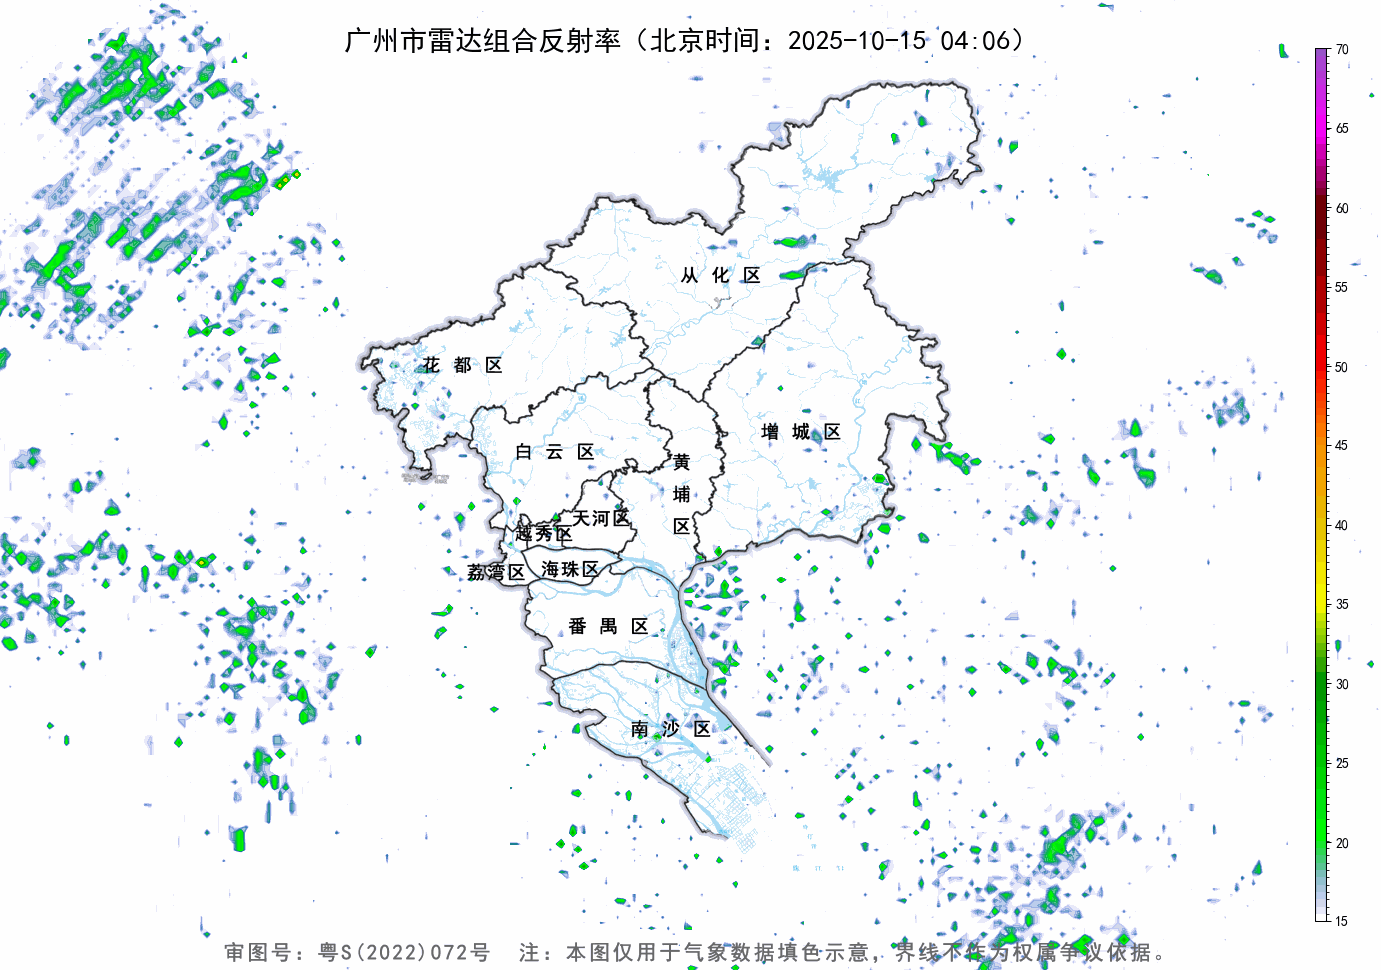 广州市雷达组合反射率（北京时间：2025-10-15 04:06）
70
65
60
55
50
45
40
35
30
25
20
15
从化区
花都区
增城区
白云区
黄埔区
天河区
越秀区
海珠区
荔湾区
番禺区
南沙区
审图号：粤S(2022)072号 注：本图仅用于气象数据填色示意，界线不作为权属争议依据。